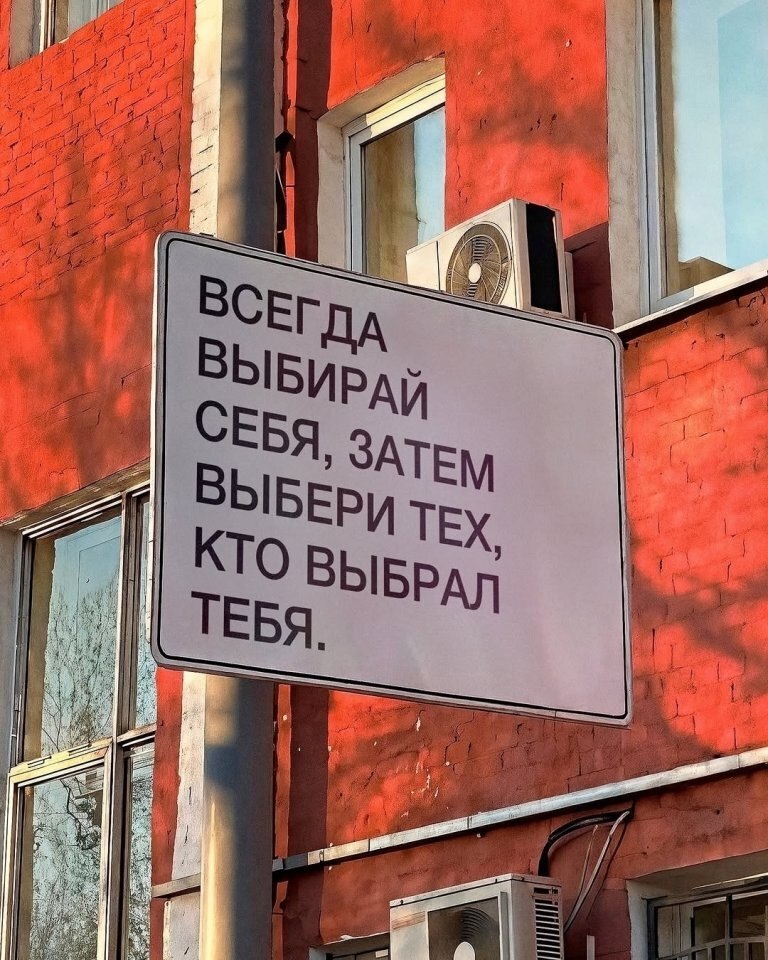 ВСЕГДА
ВЫБИРАЙ
СЕБЯ, ЗАТЕМ
ВЫБЕРИ ТЕХ,
КТО ВЫБРАЛ
ТЕБЯ.